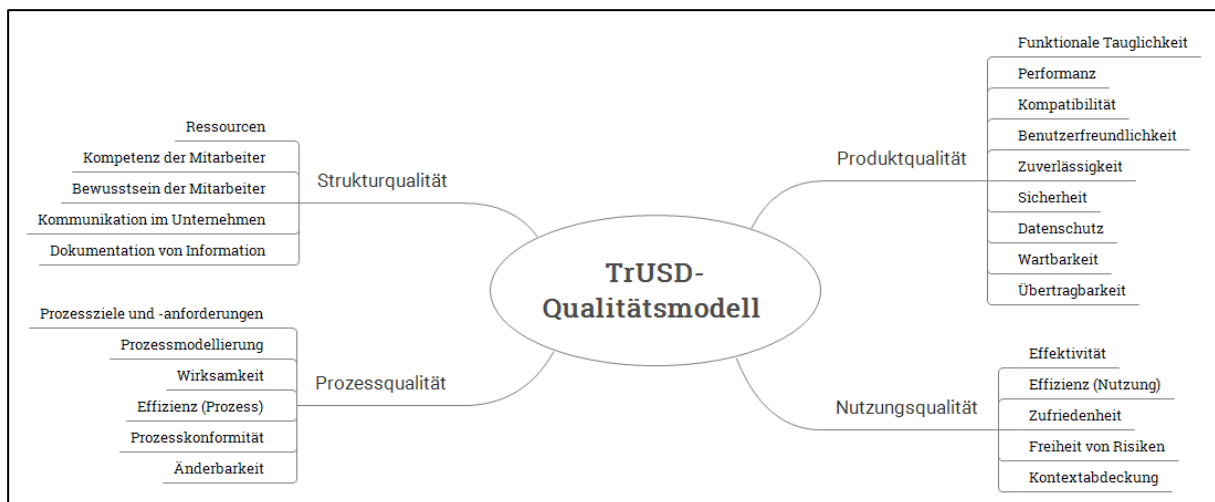 TrUSD-
Qualitätsmodell
Strukturqualität
Ressourcen
Kompetenz der Mitarbeiter
Bewusstsein der Mitarbeiter
Kommunikation im Unternehmen
Dokumentation von Information
Prozessqualität
Prozessziele und -anforderungen
Prozessmodellierung
Wirksamkeit
Effizienz (Prozess)
Prozesskonformität
Änderbarkeit
Produktqualität
Funktionale Tauglichkeit
Performanz
Kompatibilität
Benutzerfreundlichkeit
Zuverlässigkeit
Sicherheit
Datenschutz
Wartbarkeit
Übertragbarkeit
Nutzungsqualität
Effektivität
Effizienz (Nutzung)
Zufriedenheit
Freiheit von Risiken
Kontextabdeckung